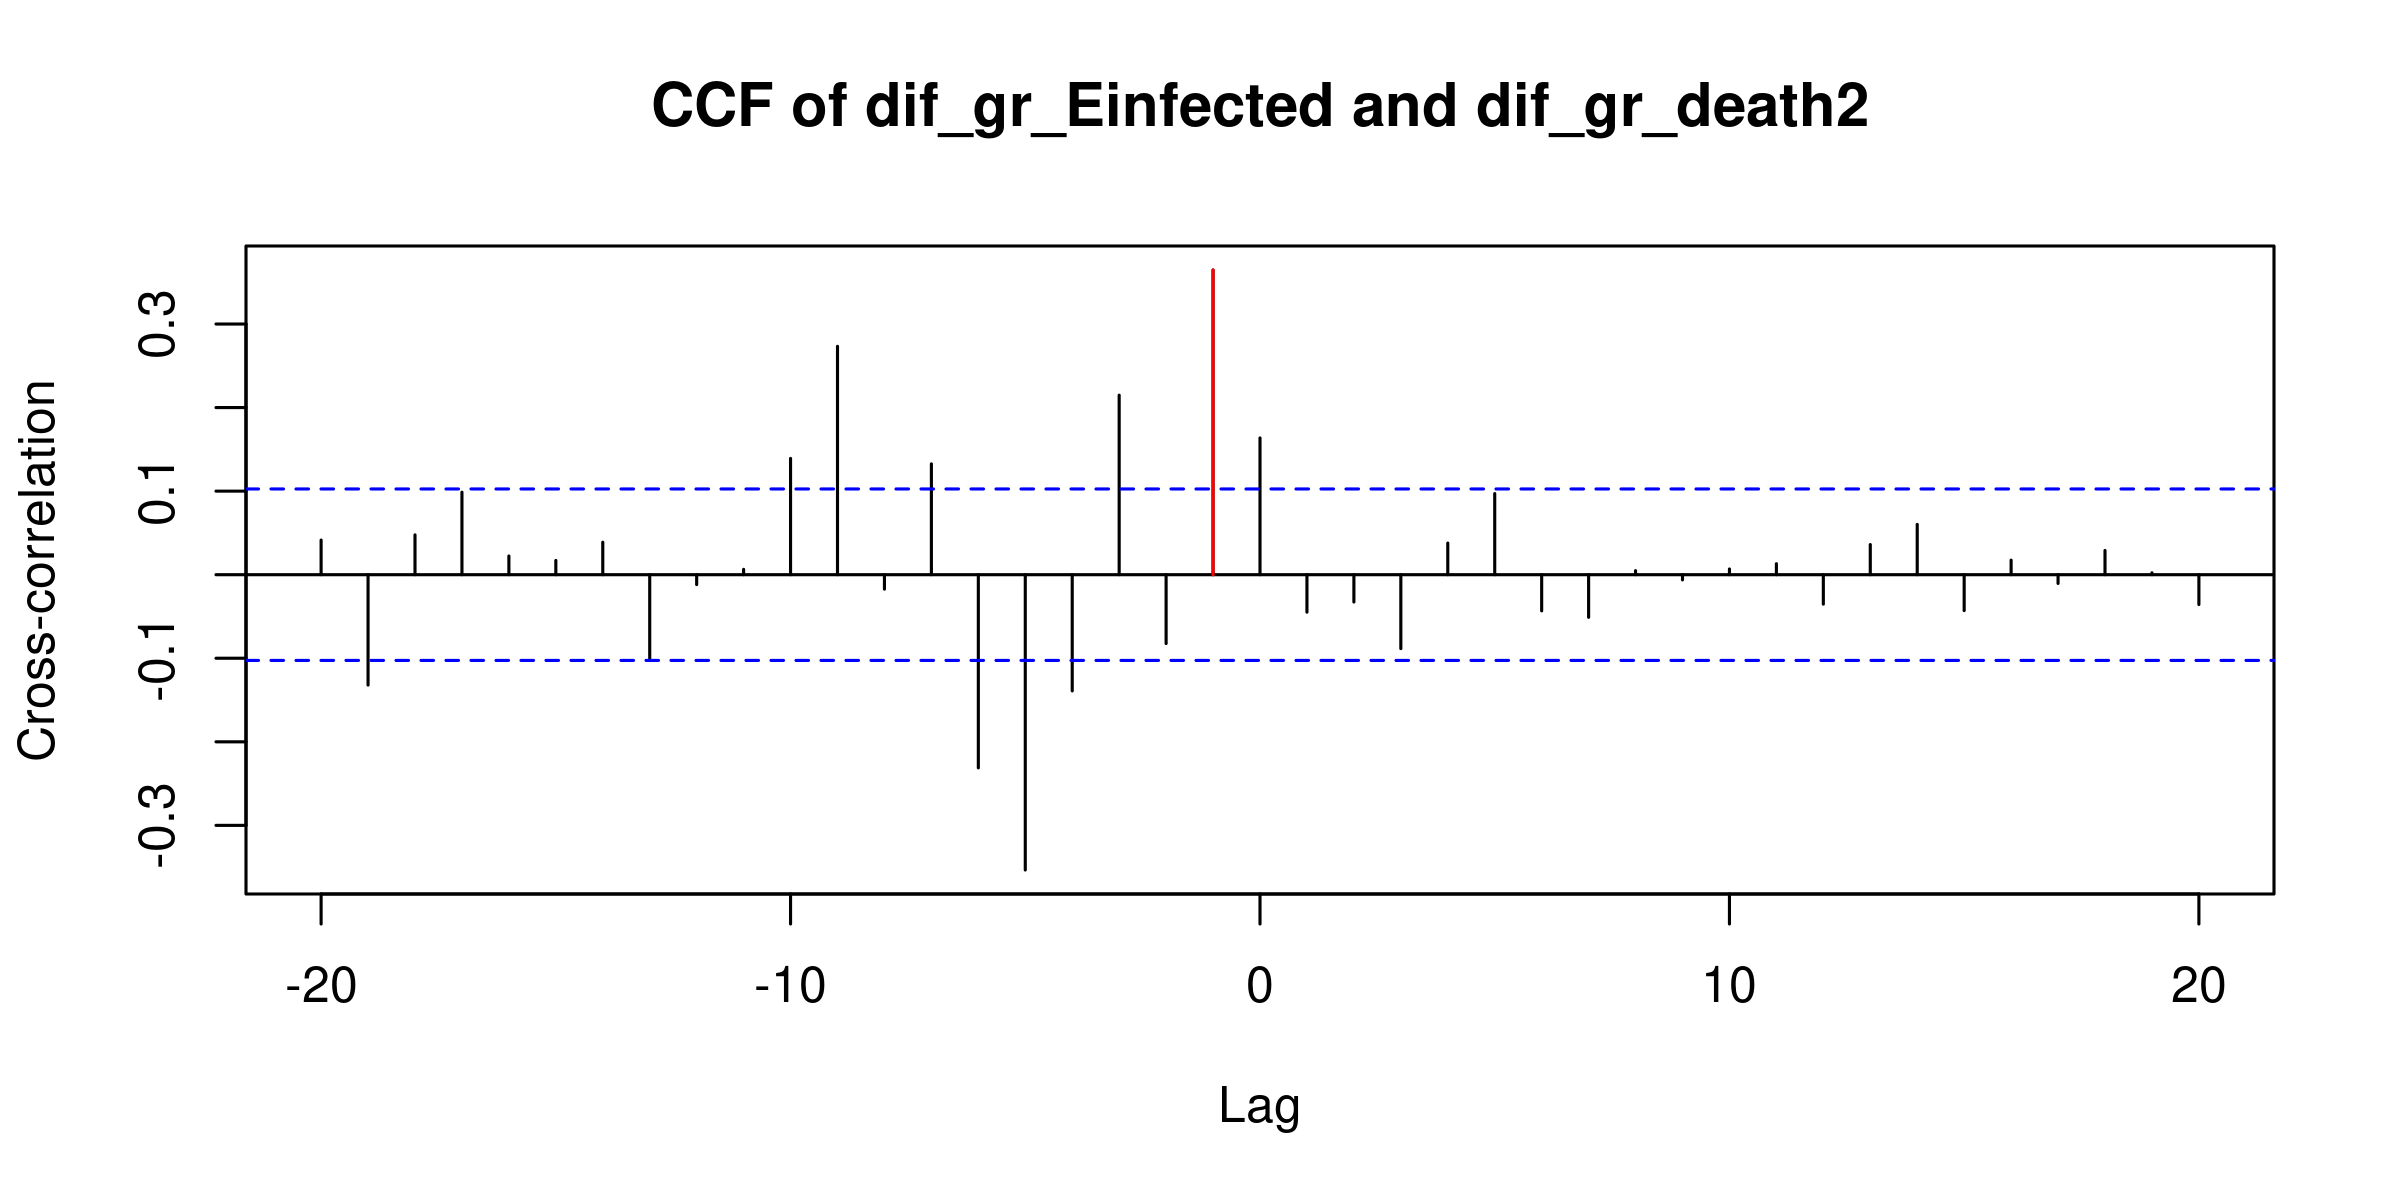 CCF of dif_gr_Einfected and dif_gr_death2
Cross-correlation
0.3
0.1
-0.1
-0.3
-20 -10 0 10 20
Lag